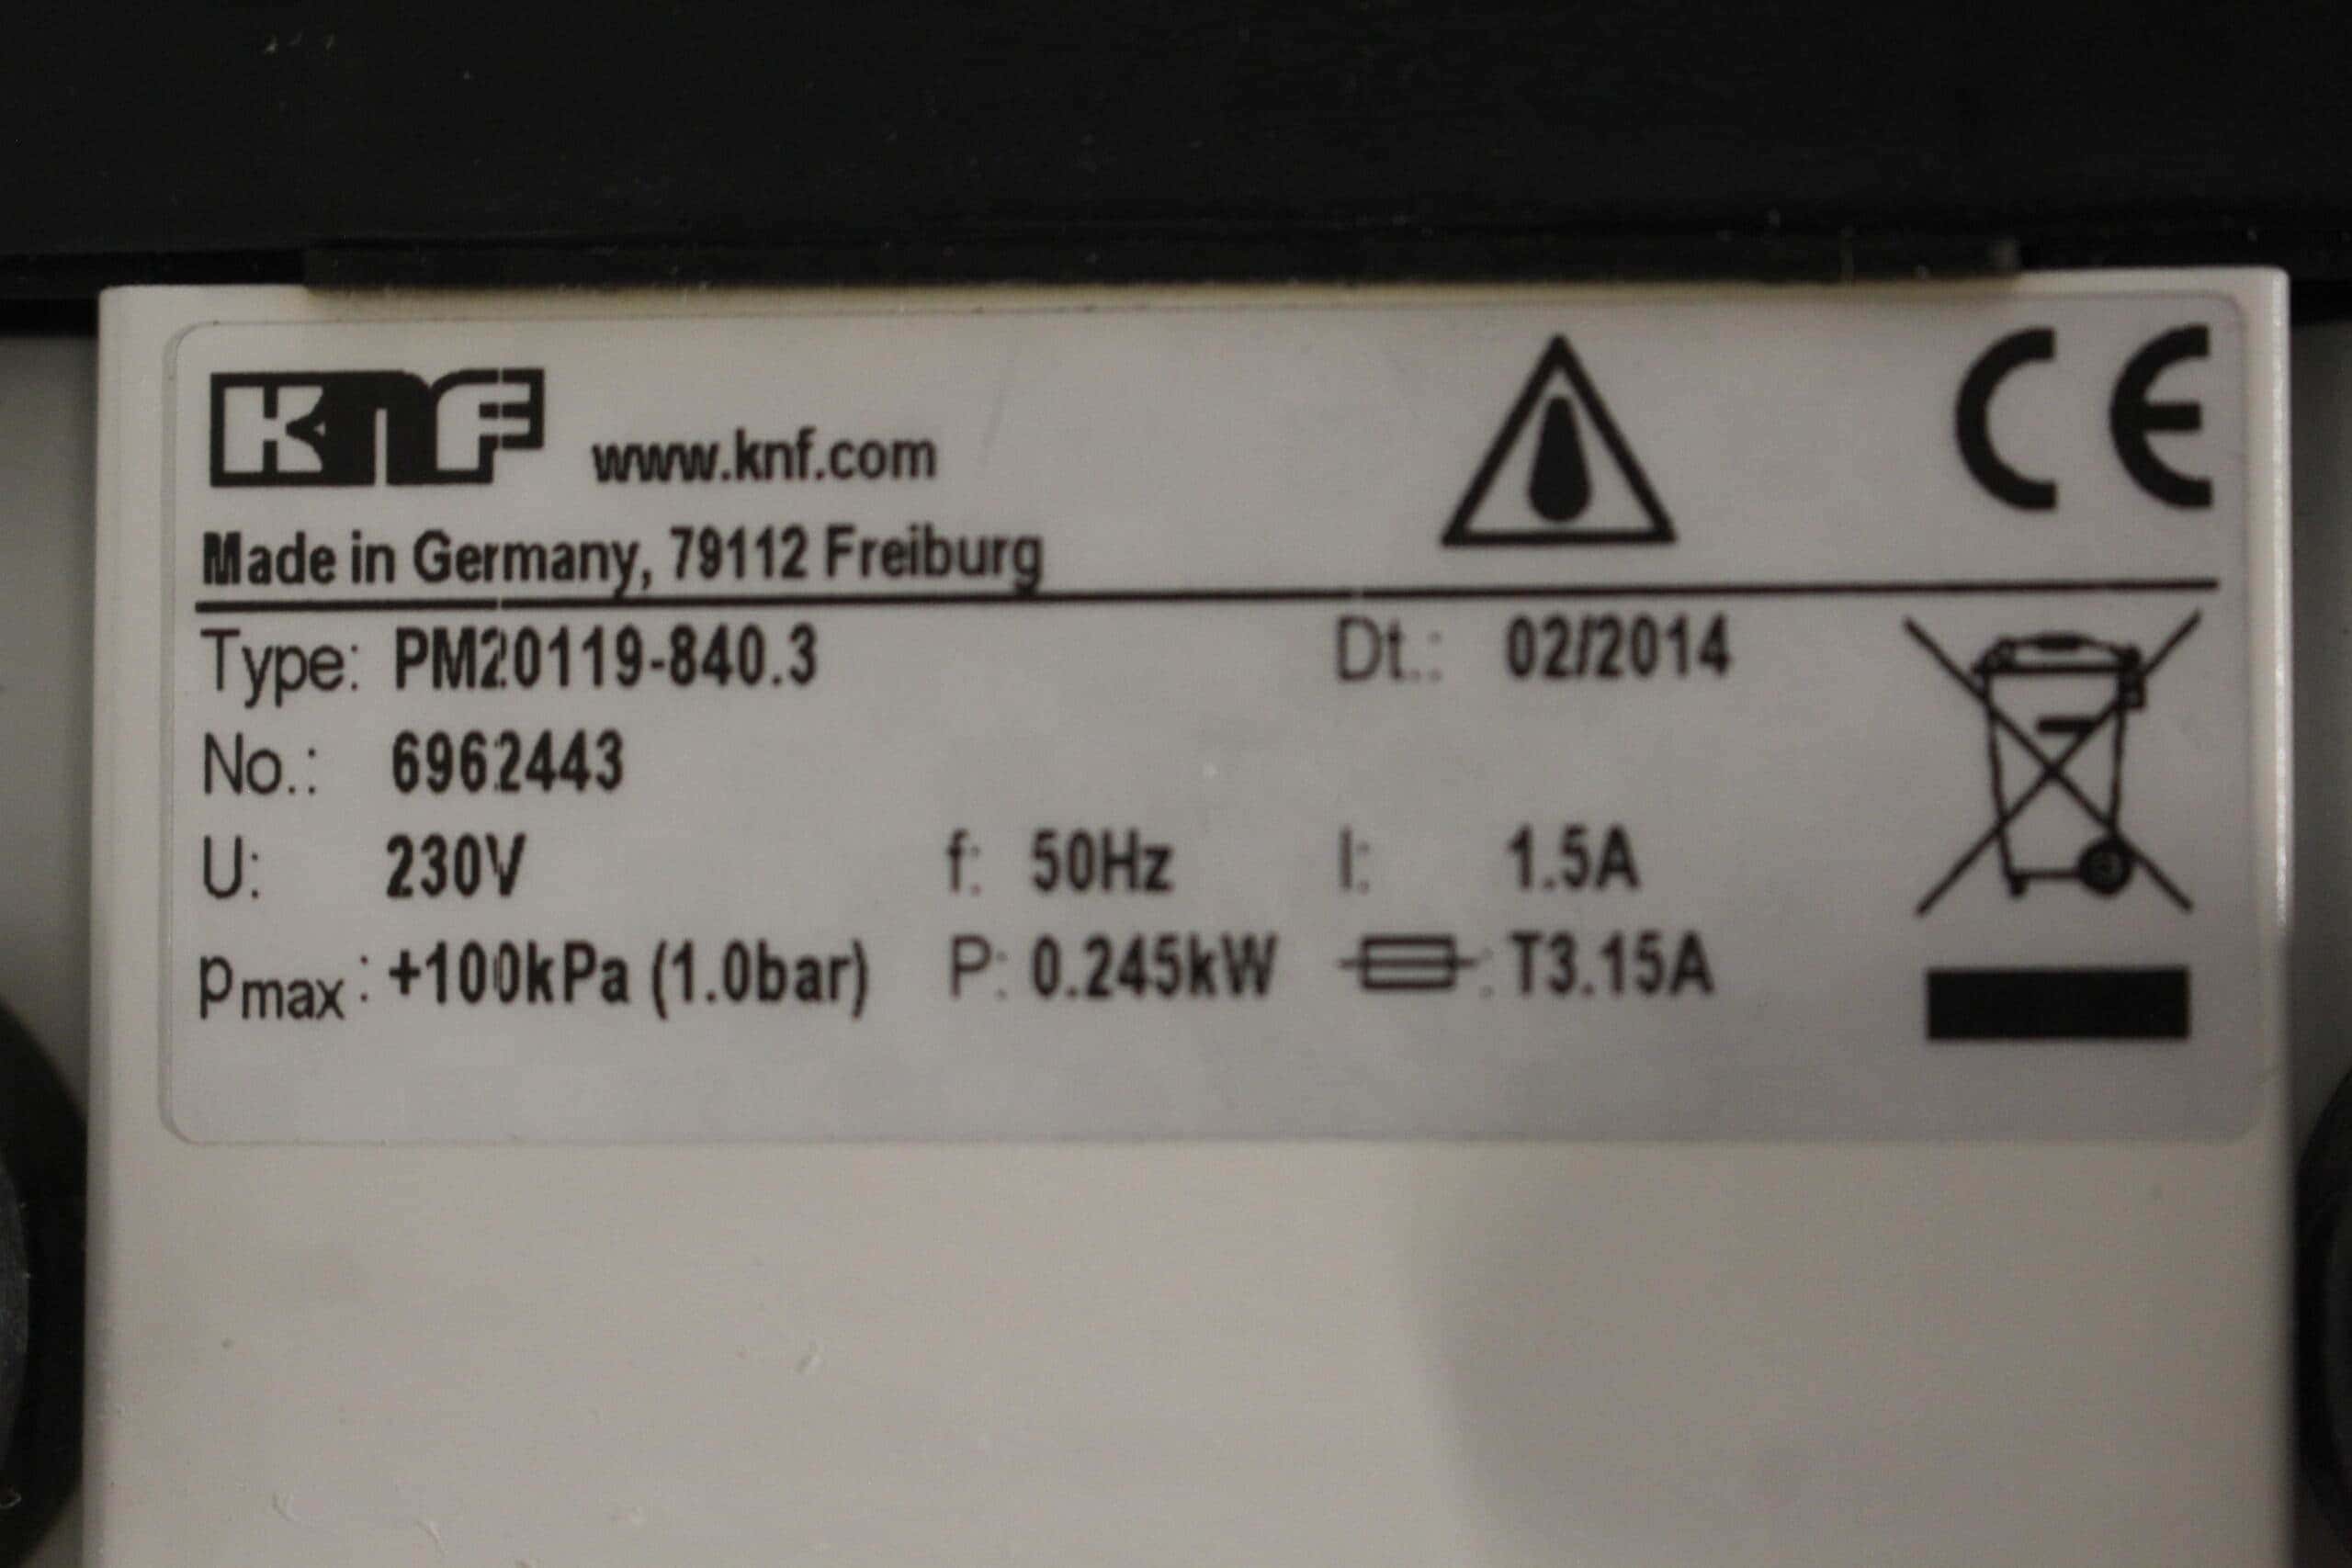 KNF www.knf.com
CE
Made in Germany, 79112 Freiburg
Type: PM20119-840.3 Dt.: 02/2014
No.: 6962443
U: 230V f: 50Hz I: 1.5A
pmax: +100kPa (1.0bar) P: 0.245kW : T3.15A